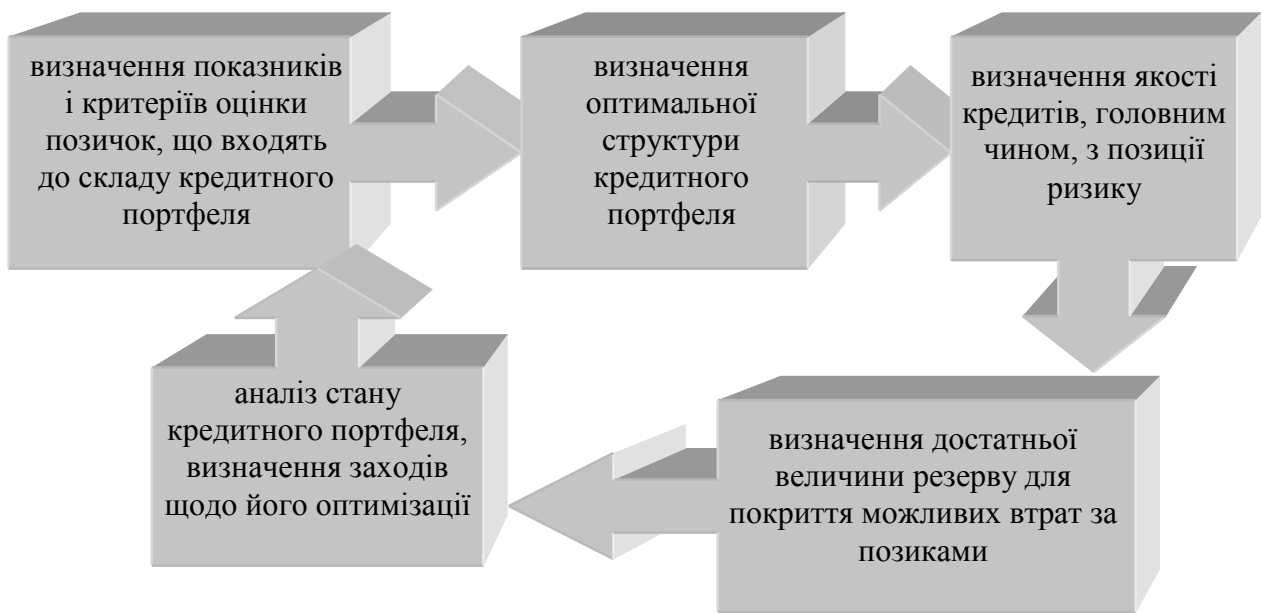 визначення показників
і критеріїв оцінки
позичок, що входять
до складу кредитного
портфеля
визначення
оптимальної
структури
кредитного
портфеля
визначення якості
кредитів, головним
чином, з позиції
ризику
визначення достатньої
величини резерву для
покриття можливих втрат за
позиками
аналіз стану
кредитного портфеля,
визначення заходів
щодо його оптимізації